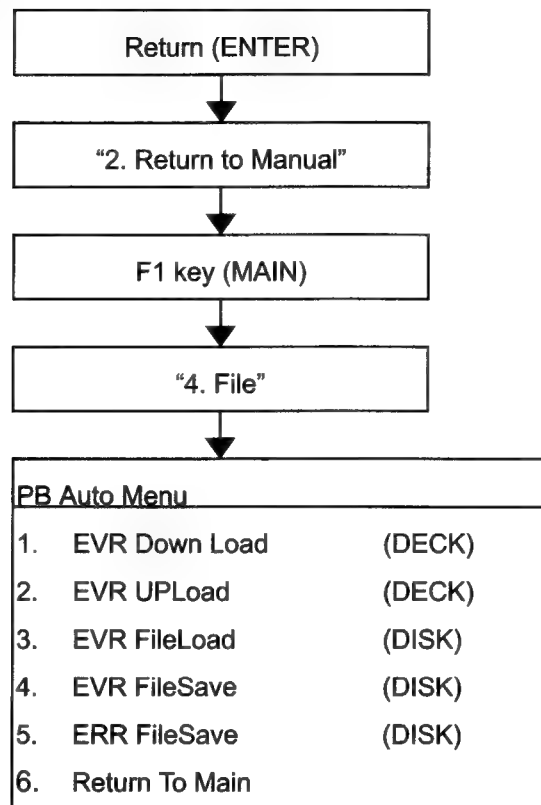 Return (ENTER)
“2. Return to Manual”
F1 key (MAIN)
“4. File”
PB Auto Menu
1. EVR Down Load (DECK)
2. EVR UPLoad (DECK)
3. EVR FileLoad (DISK)
4. EVR FileSave (DISK)
5. ERR FileSave (DISK)
6. Return To Main